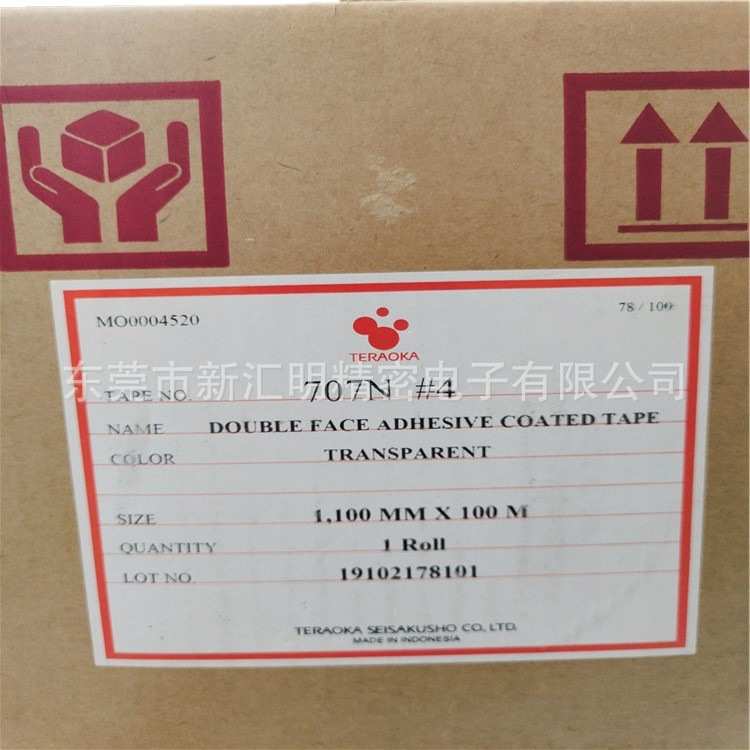 MO0004520
78 / 100
TERAOKA
东莞市新汇明精密电子有限公司
TAPE NO. 707N #4
NAME DOUBLE FACE ADHESIVE COATED TAPE
COLOR TRANSPARENT
SIZE 1,100 MM X 100 M
QUANTITY 1 Roll
LOT NO. 19102178101
TERAOKA SEISAKUSHO CO., LTD.
MADE IN INDONESIA